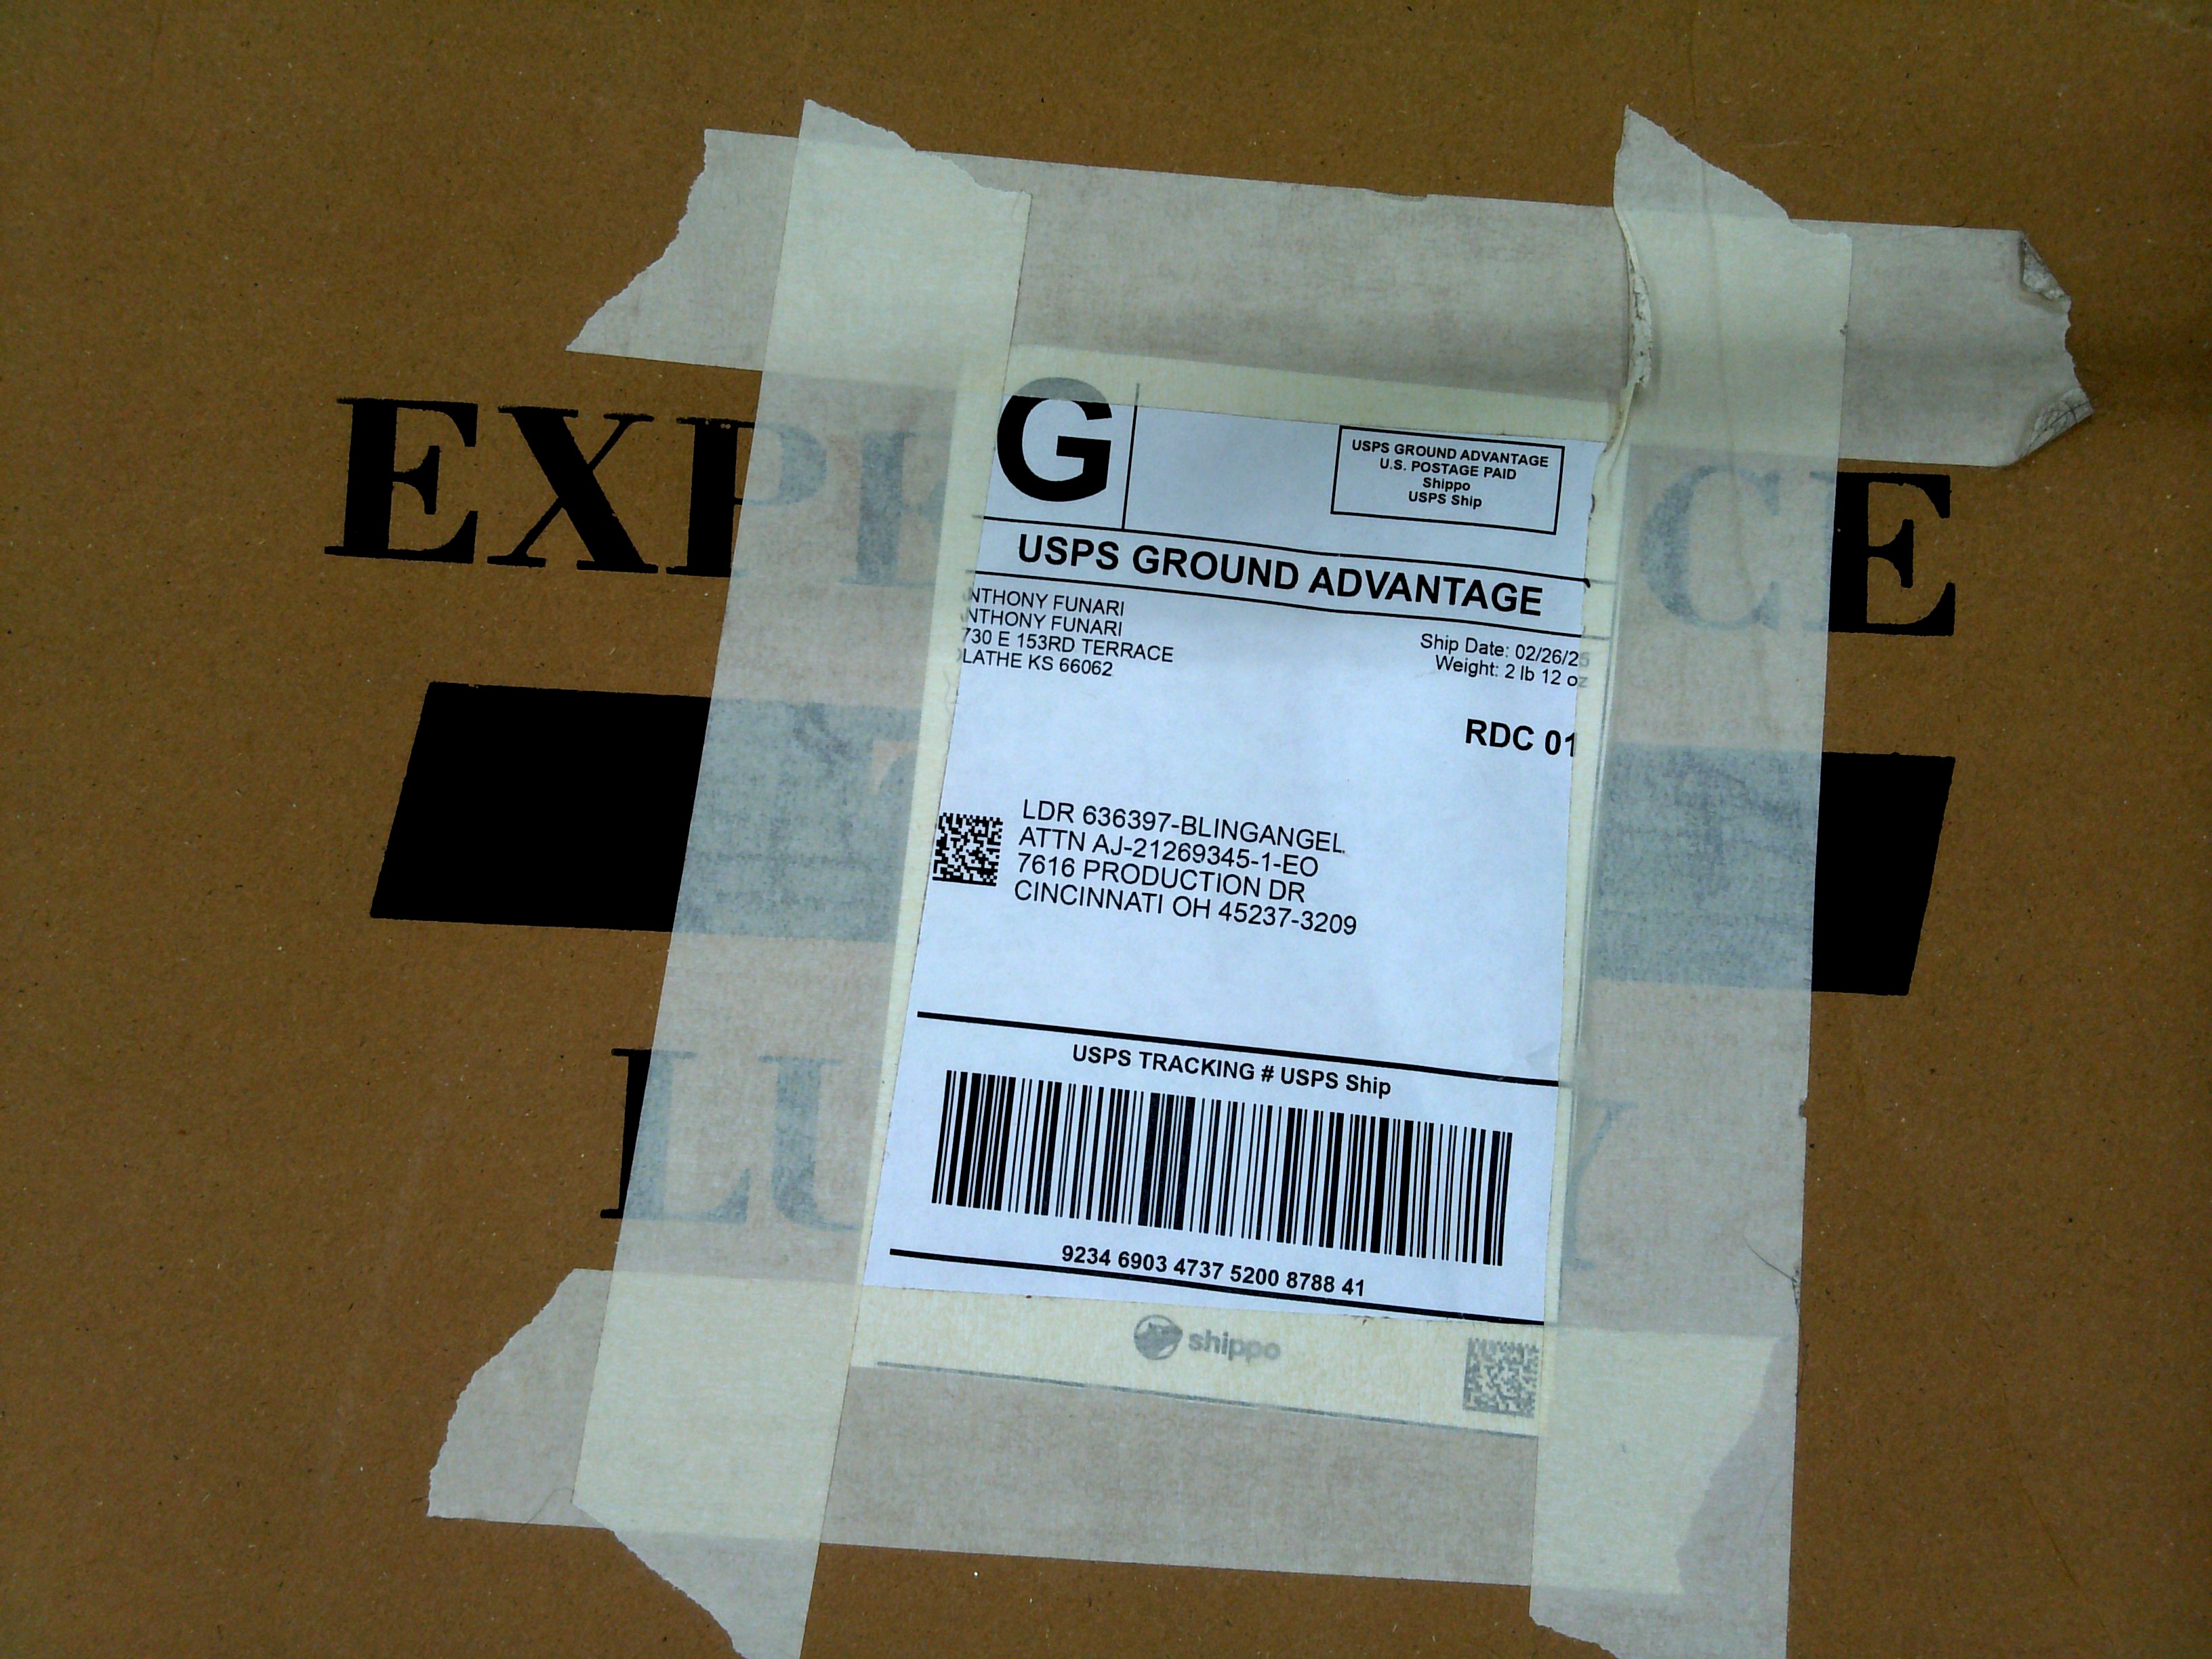 EXPE CE
G
USPS GROUND ADVANTAGE
U.S. POSTAGE PAID
Shippo
USPS Ship
USPS GROUND ADVANTAGE
NTHONY FUNARI
NTHONY FUNARI
730 E 153RD TERRACE
LATHE KS 66062
Ship Date: 02/26/25
Weight: 2 lb 12 oz
RDC 01
LDR 636397-BLINGANGEL
ATTN AJ-21269345-1-EO
7616 PRODUCTION DR
CINCINNATI OH 45237-3209
LU Y
USPS TRACKING # USPS Ship
9234 6903 4737 5200 8788 41
shippo